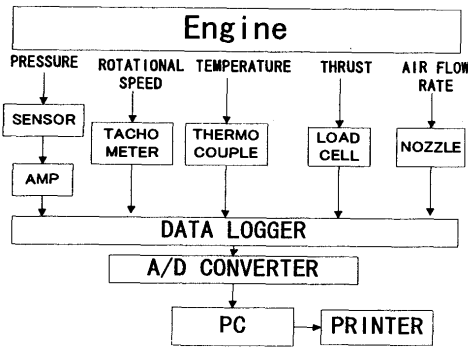 Engine
PRESSURE
ROTATIONAL
SPEED
TEMPERATURE
THRUST
AIR FLOW
RATE
SENSOR
TACHO
METER
THERMO
COUPLE
LOAD
CELL
NOZZLE
AMP
DATA LOGGER
A/D CONVERTER
PC
PRINTER